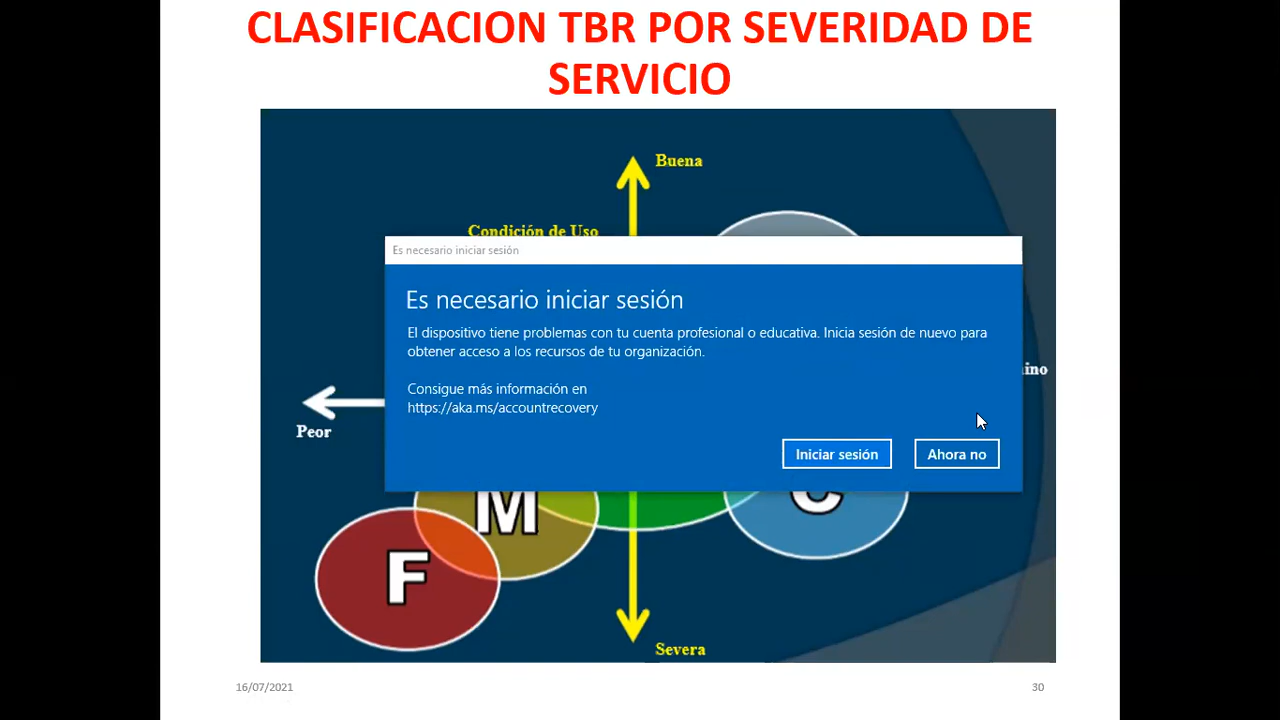 CLASIFICACION TBR POR SEVERIDAD DE
SERVICIO
Buena
Condición de Uso
Es necesario iniciar sesión
Es necesario iniciar sesión
El dispositivo tiene problemas con tu cuenta profesional o educativa. Inicia sesión de nuevo para
obtener acceso a los recursos de tu organización.
Consigue más información en
https://aka.ms/accountrecovery
Iniciar sesión
Ahora no
Peor
M
C
F
Severa
16/07/2021
30